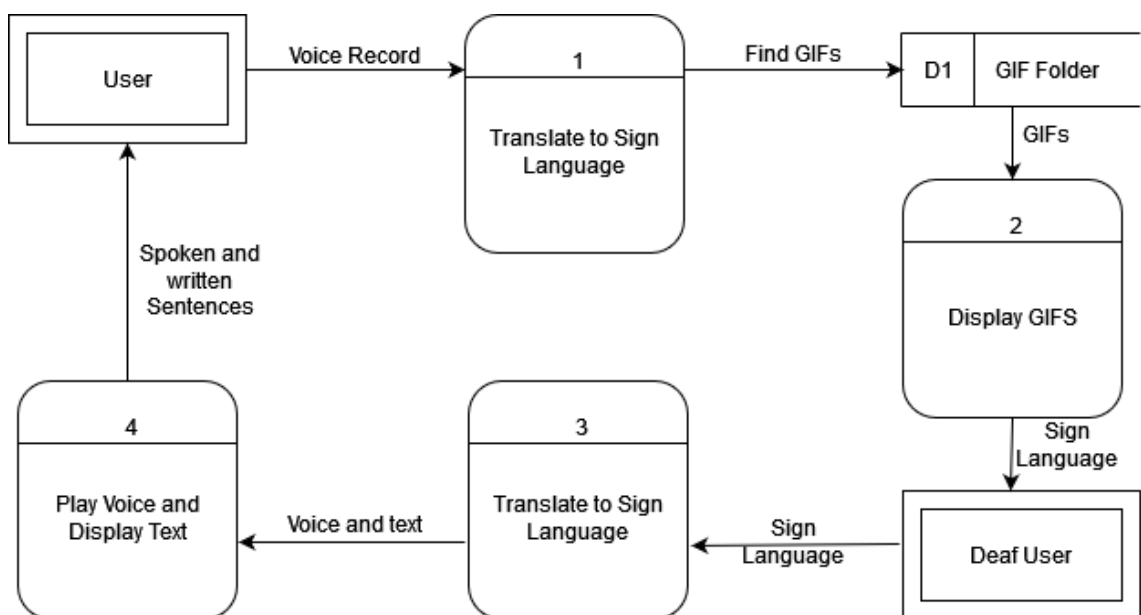 User
Voice Record
1
Translate to Sign
Language
Find GIFs
D1
GIF Folder
GIFs
2
Display GIFS
Sign
Language
Deaf User
Sign
Language
3
Translate to Sign
Language
Voice and text
4
Play Voice and
Display Text
Spoken and
written
Sentences